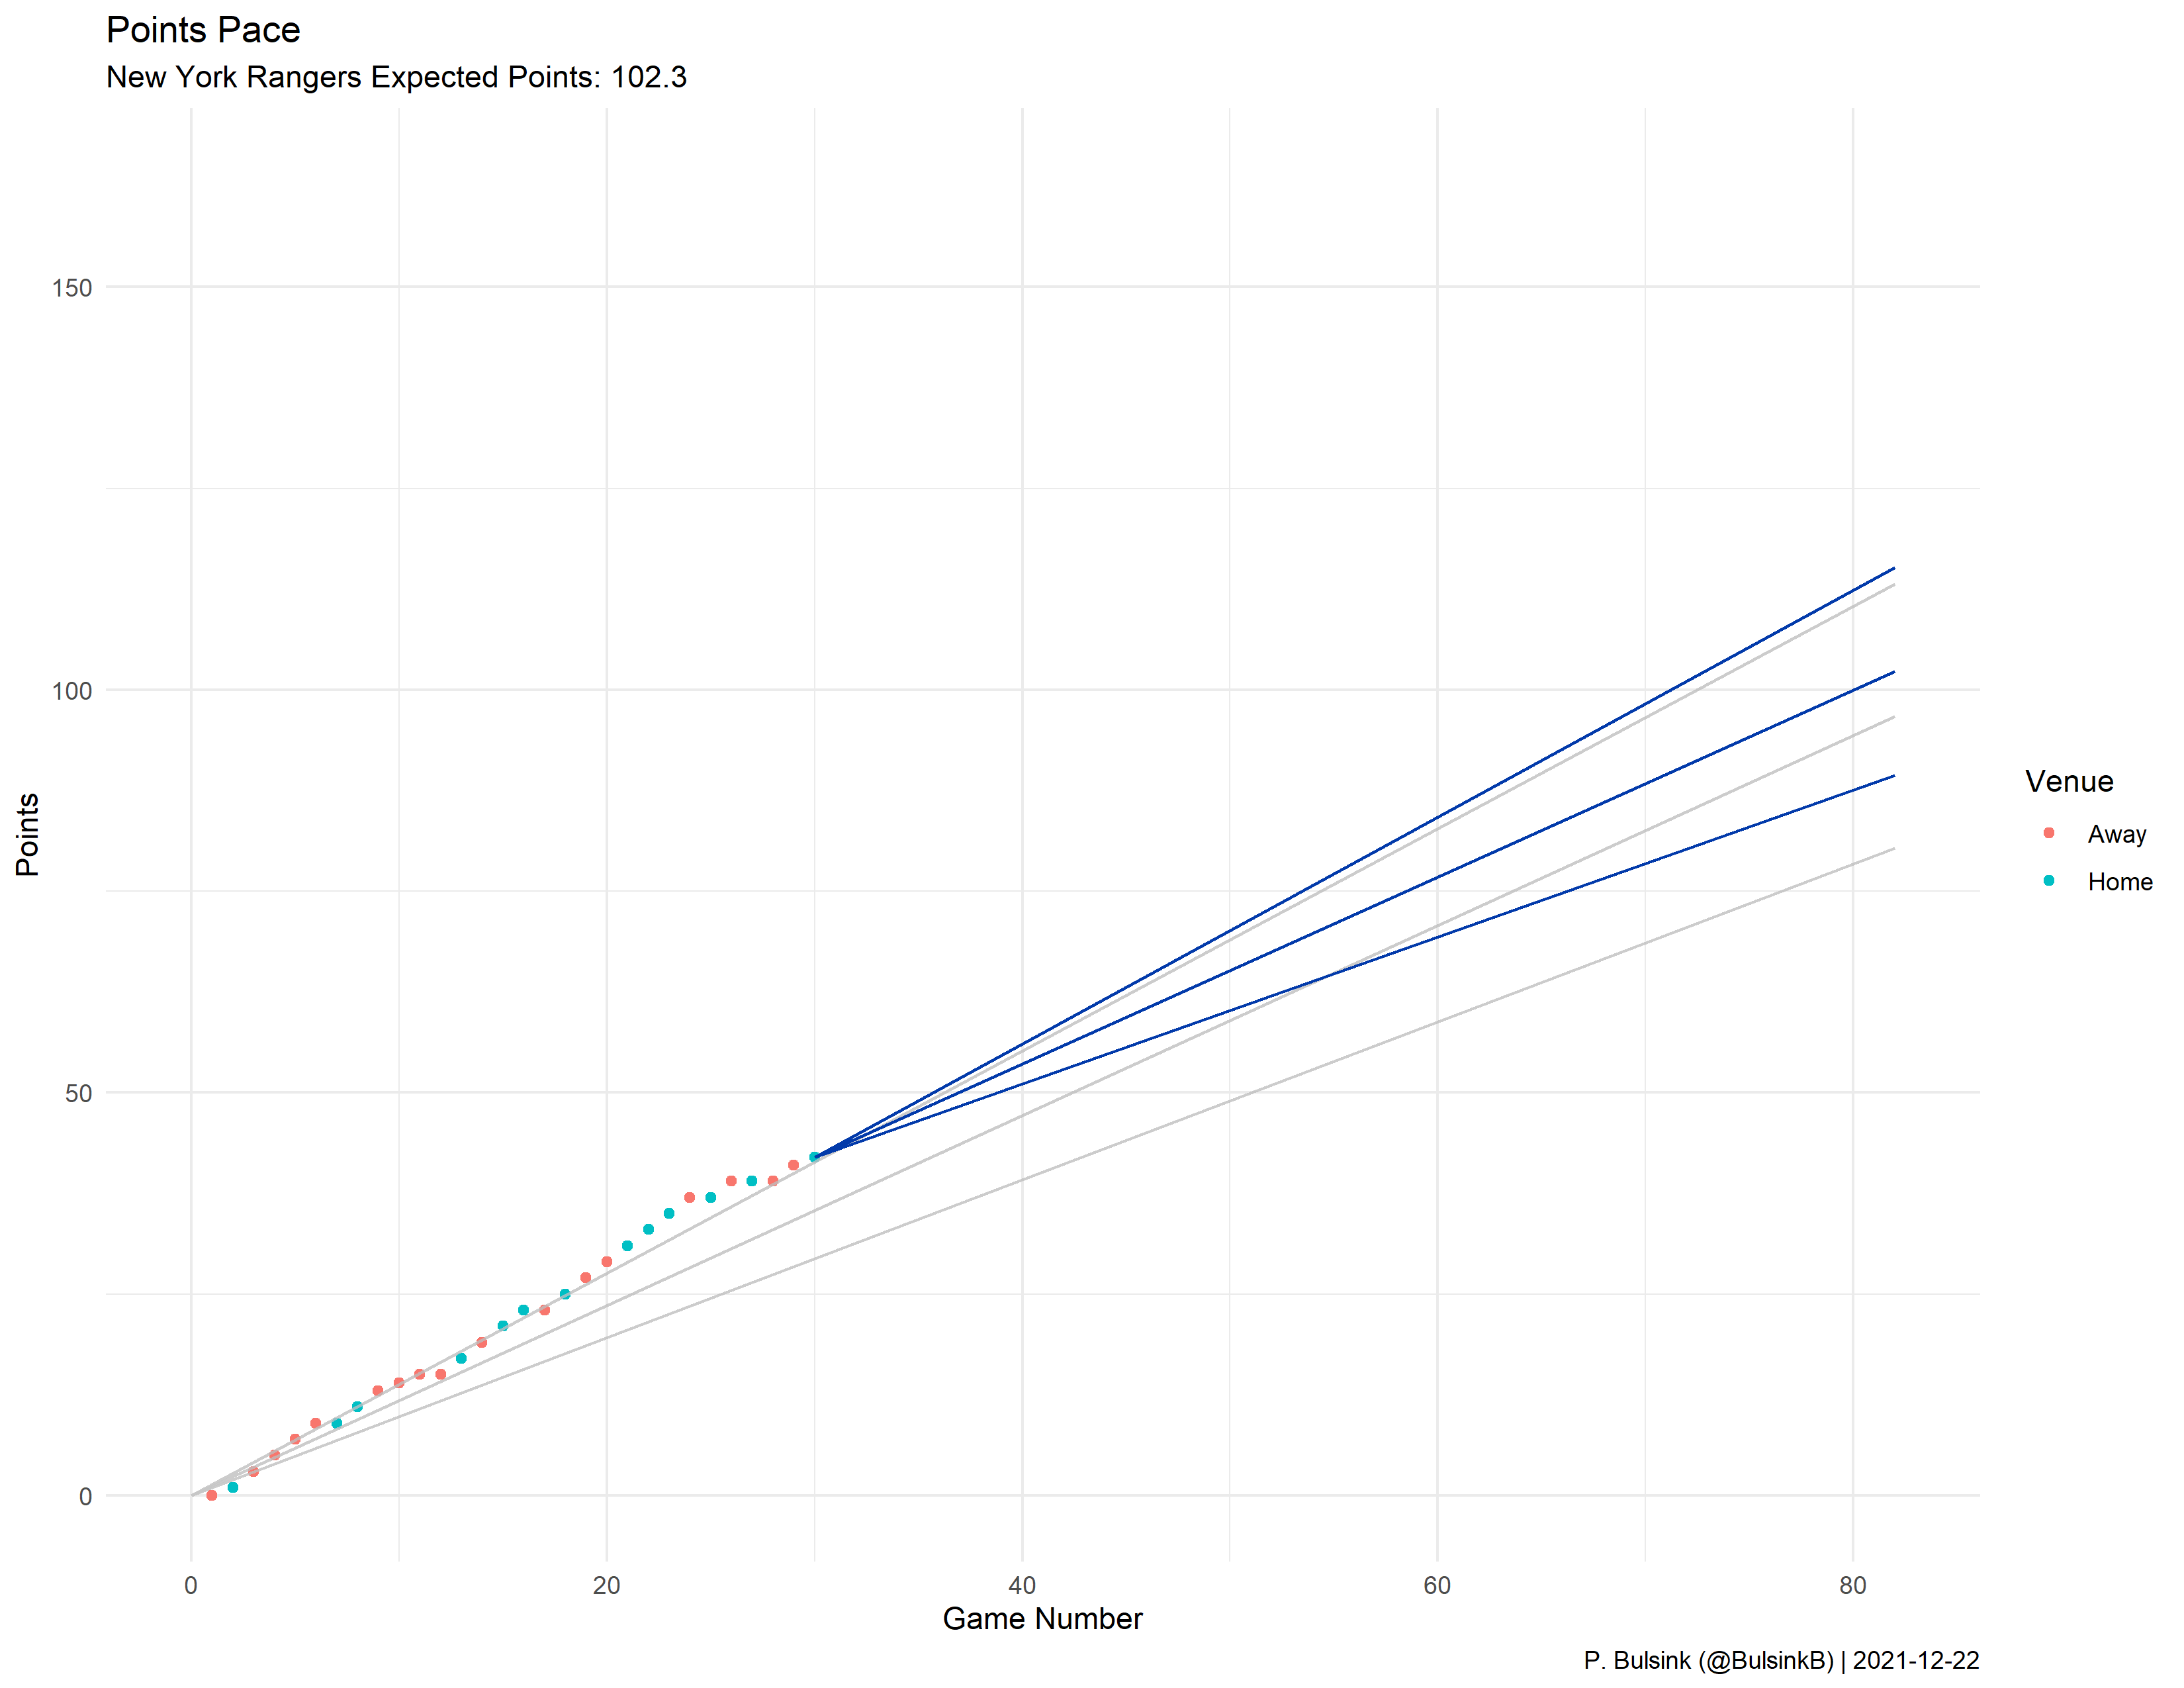 Points Pace
New York Rangers Expected Points: 102.3
150
100
50
0
Points
0 20 40 60 80
Game Number
Venue
Away
Home
P. Bulsink (@BulsinkB) | 2021-12-22